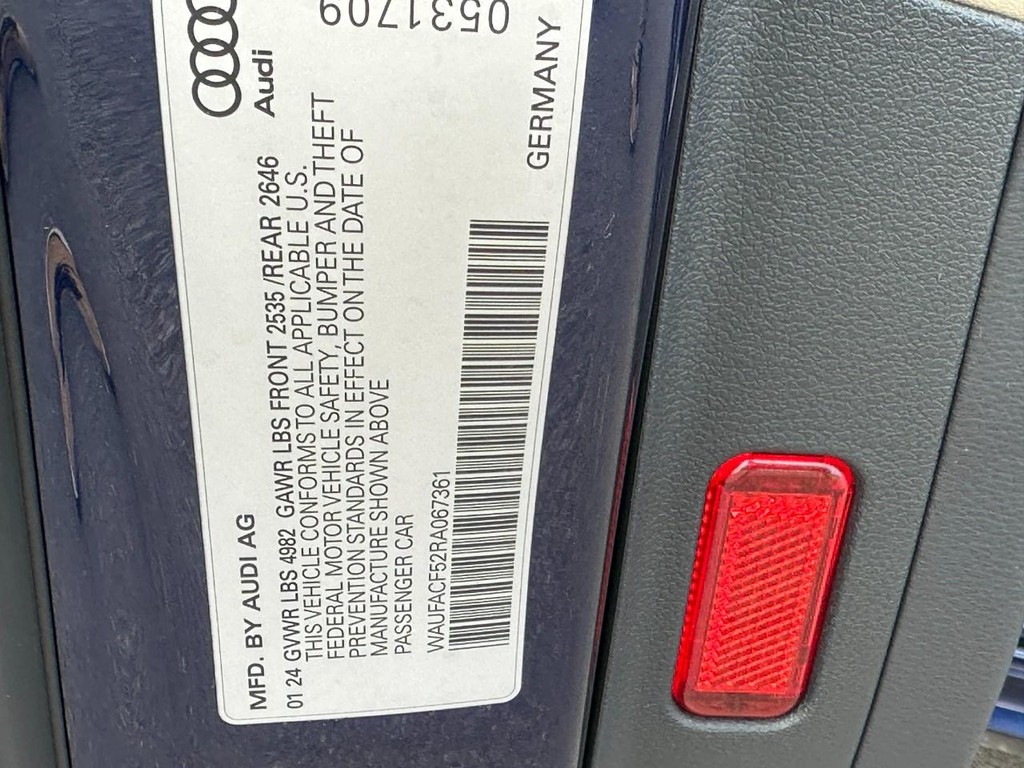 MFD. BY AUDI AG
Audi
01 24 GVWR LBS 4982 GAWR LBS FRONT 2535 /REAR 2646
THIS VEHICLE CONFORMS TO ALL APPLICABLE U.S.
FEDERAL MOTOR VEHICLE SAFETY, BUMPER AND THEFT
PREVENTION STANDARDS IN EFFECT ON THE DATE OF
MANUFACTURE SHOWN ABOVE
PASSENGER CAR
WAUFACF52RA067361
0531709
GERMANY